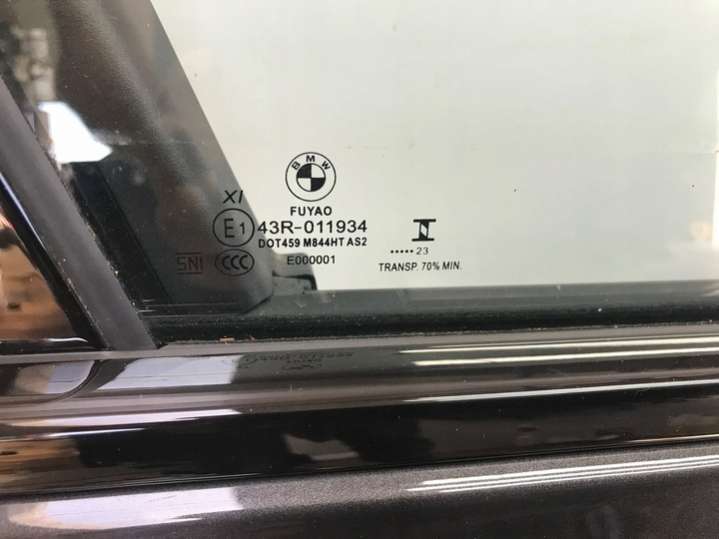 BMW
FUYAO
XI
E1
43R-011934
DOT459 M844HT AS2
SNI
CCC
E000001
..... 23
TRANSP. 70% MIN.